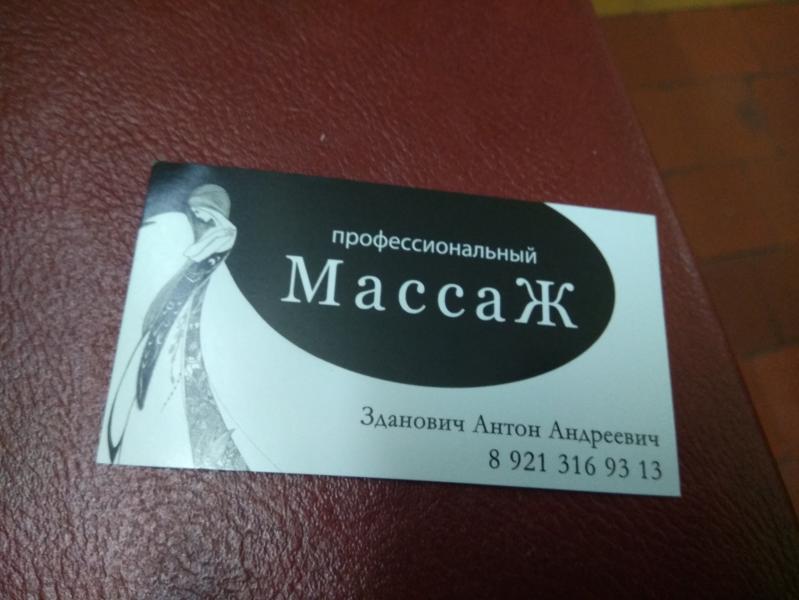 профессиональный
МассаЖ
Зданович Антон Андреевич
8 921 316 93 13